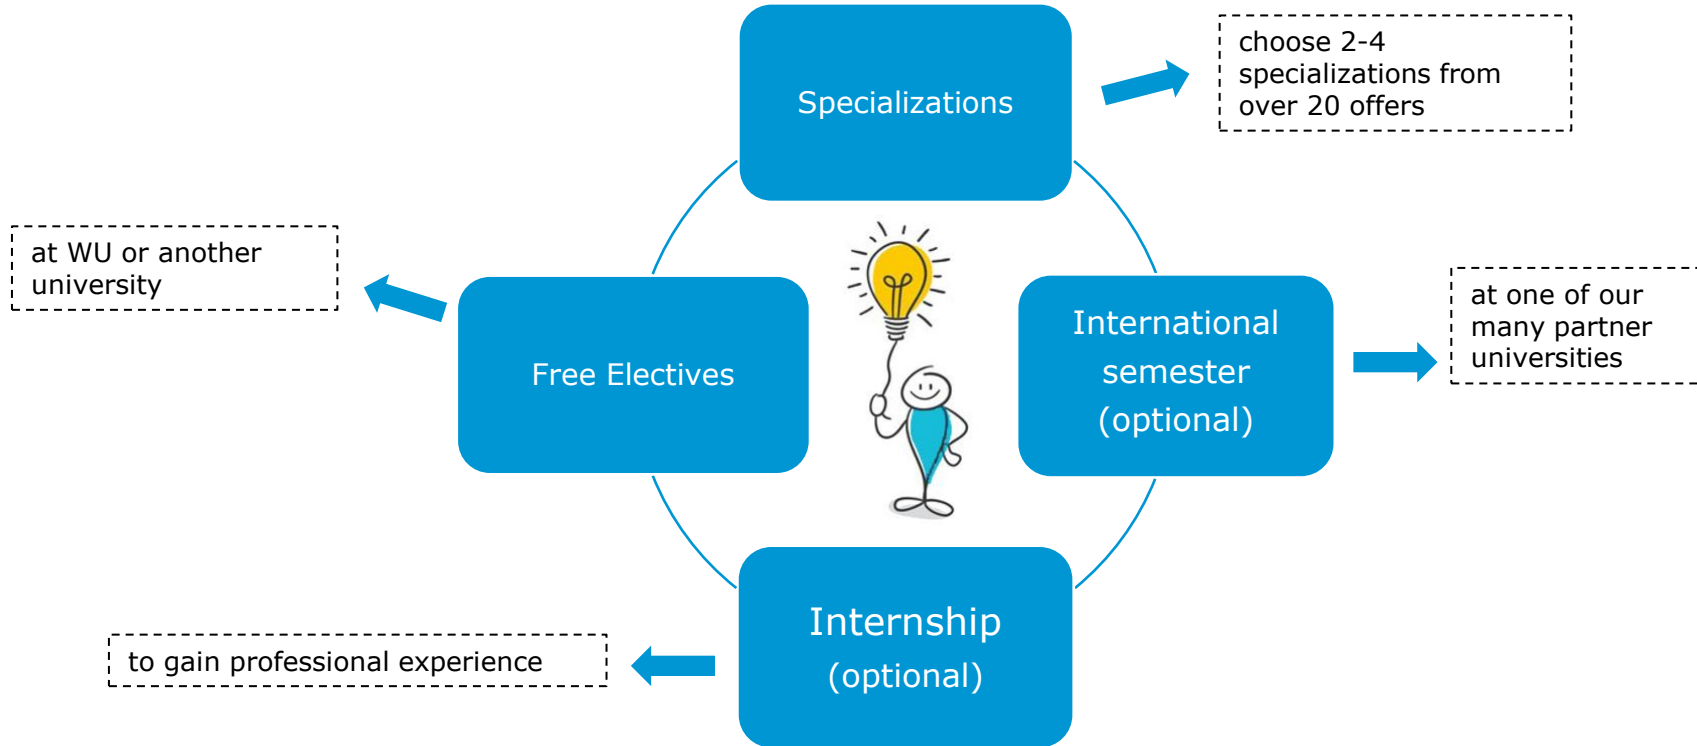 Specializations
choose 2-4
specializations from
over 20 offers
at WU or another
university
Free Electives
International
semester
(optional)
at one of our
many partner
universities
Internship
(optional)
to gain professional experience